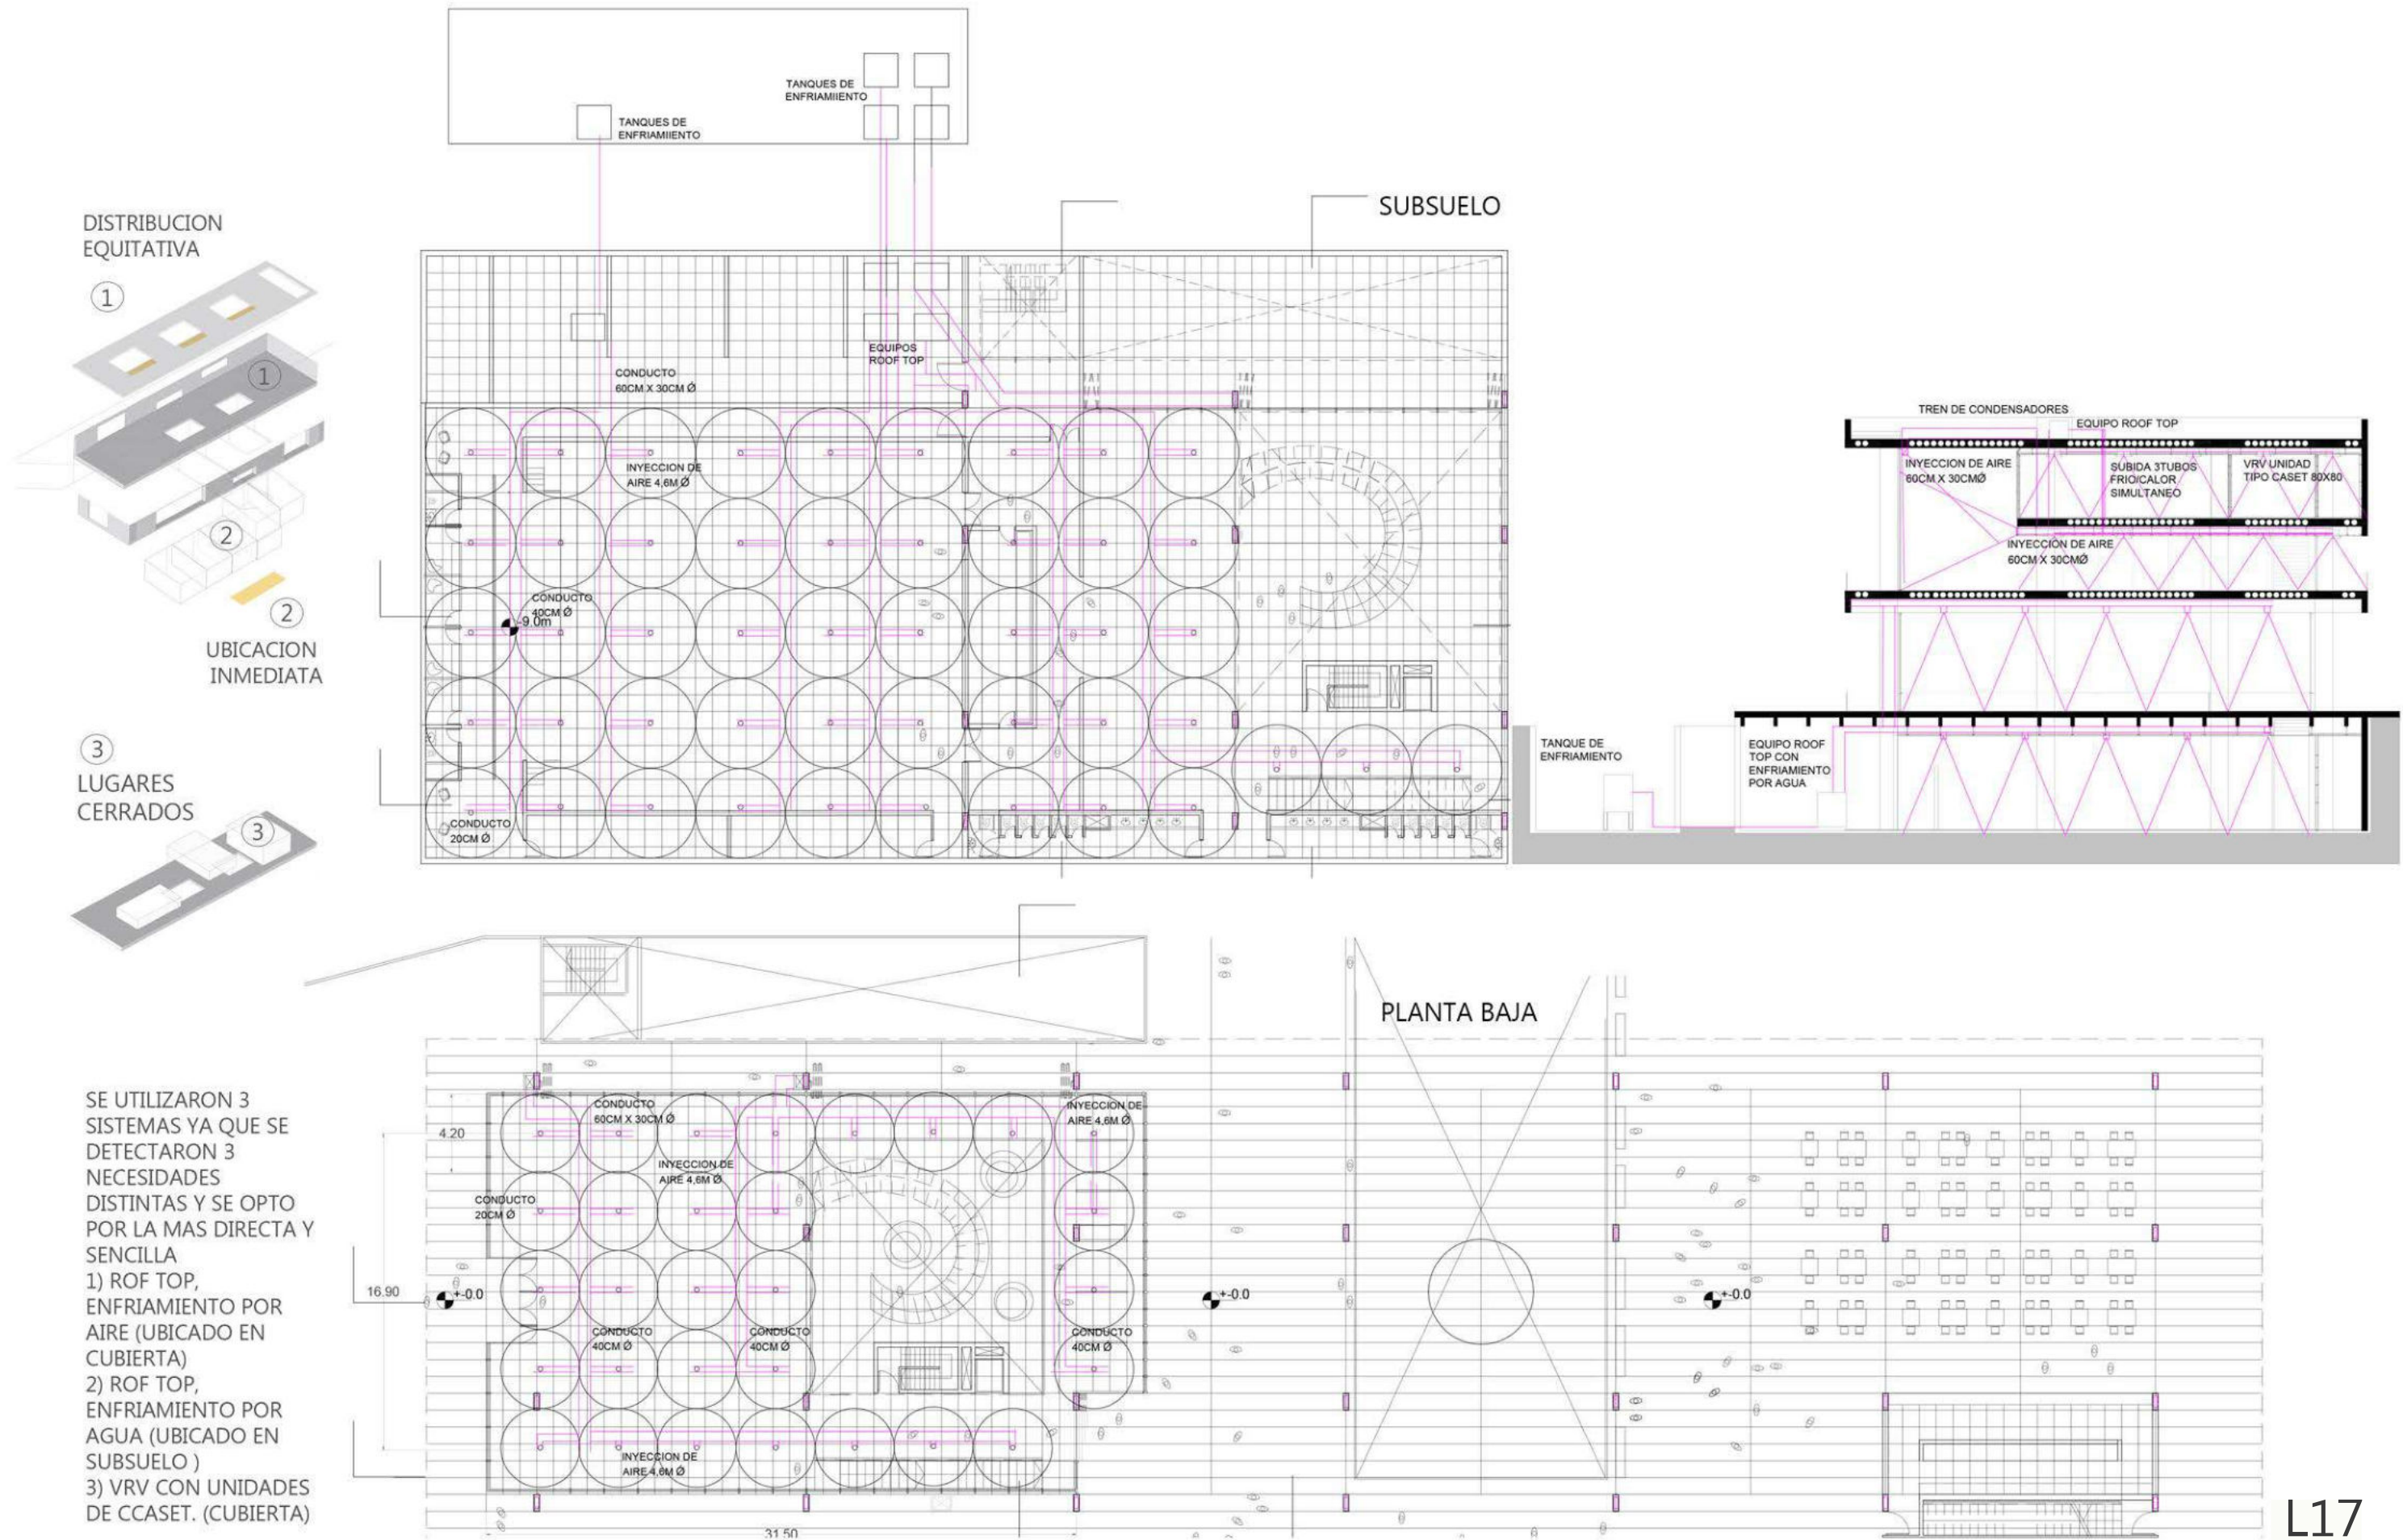 TANQUES DE
ENFRIAMIIENTO
TANQUES DE
ENFRIAMIIENTO
DISTRIBUCION
EQUITATIVA
1
1
2
2
UBICACION
INMEDIATA
3
LUGARES
CERRADOS
3
SUBSUELO
EQUIPOS
ROOF TOP
CONDUCTO
60CM X 30CM Ø
INYECCION DE
AIRE 4,6M Ø
CONDUCTO
40CM Ø
-9.0m
CONDUCTO
20CM Ø
TREN DE CONDENSADORES
EQUIPO ROOF TOP
INYECCION DE AIRE
60CM X 30CMØ
SUBIDA 3TUBOS
FRIO/CALOR
SIMULTANEO
VRV UNIDAD
TIPO CASET 80X80
INYECCION DE AIRE
60CM X 30CMØ
TANQUE DE
ENFRIAMIENTO
EQUIPO ROOF
TOP CON
ENFRIAMIENTO
POR AGUA
PLANTA BAJA
SE UTILIZARON 3
SISTEMAS YA QUE SE
DETECTARON 3
NECESIDADES
DISTINTAS Y SE OPTO
POR LA MAS DIRECTA Y
SENCILLA
1) ROF TOP,
ENFRIAMIENTO POR
AIRE (UBICADO EN
CUBIERTA)
2) ROF TOP,
ENFRIAMIENTO POR
AGUA (UBICADO EN
SUBSUELO )
3) VRV CON UNIDADES
DE CCASET. (CUBIERTA)
CONDUCTO
60CM X 30CM Ø
INYECCION DE
AIRE 4,6M Ø
4.20
INYECCION DE
AIRE 4,6M Ø
CONDUCTO
20CM Ø
16.90
+-0.0
+-0.0
+-0.0
CONDUCTO
40CM Ø
CONDUCTO
40CM Ø
CONDUCTO
40CM Ø
INYECCION DE
AIRE 4,6M Ø
31.50
L17